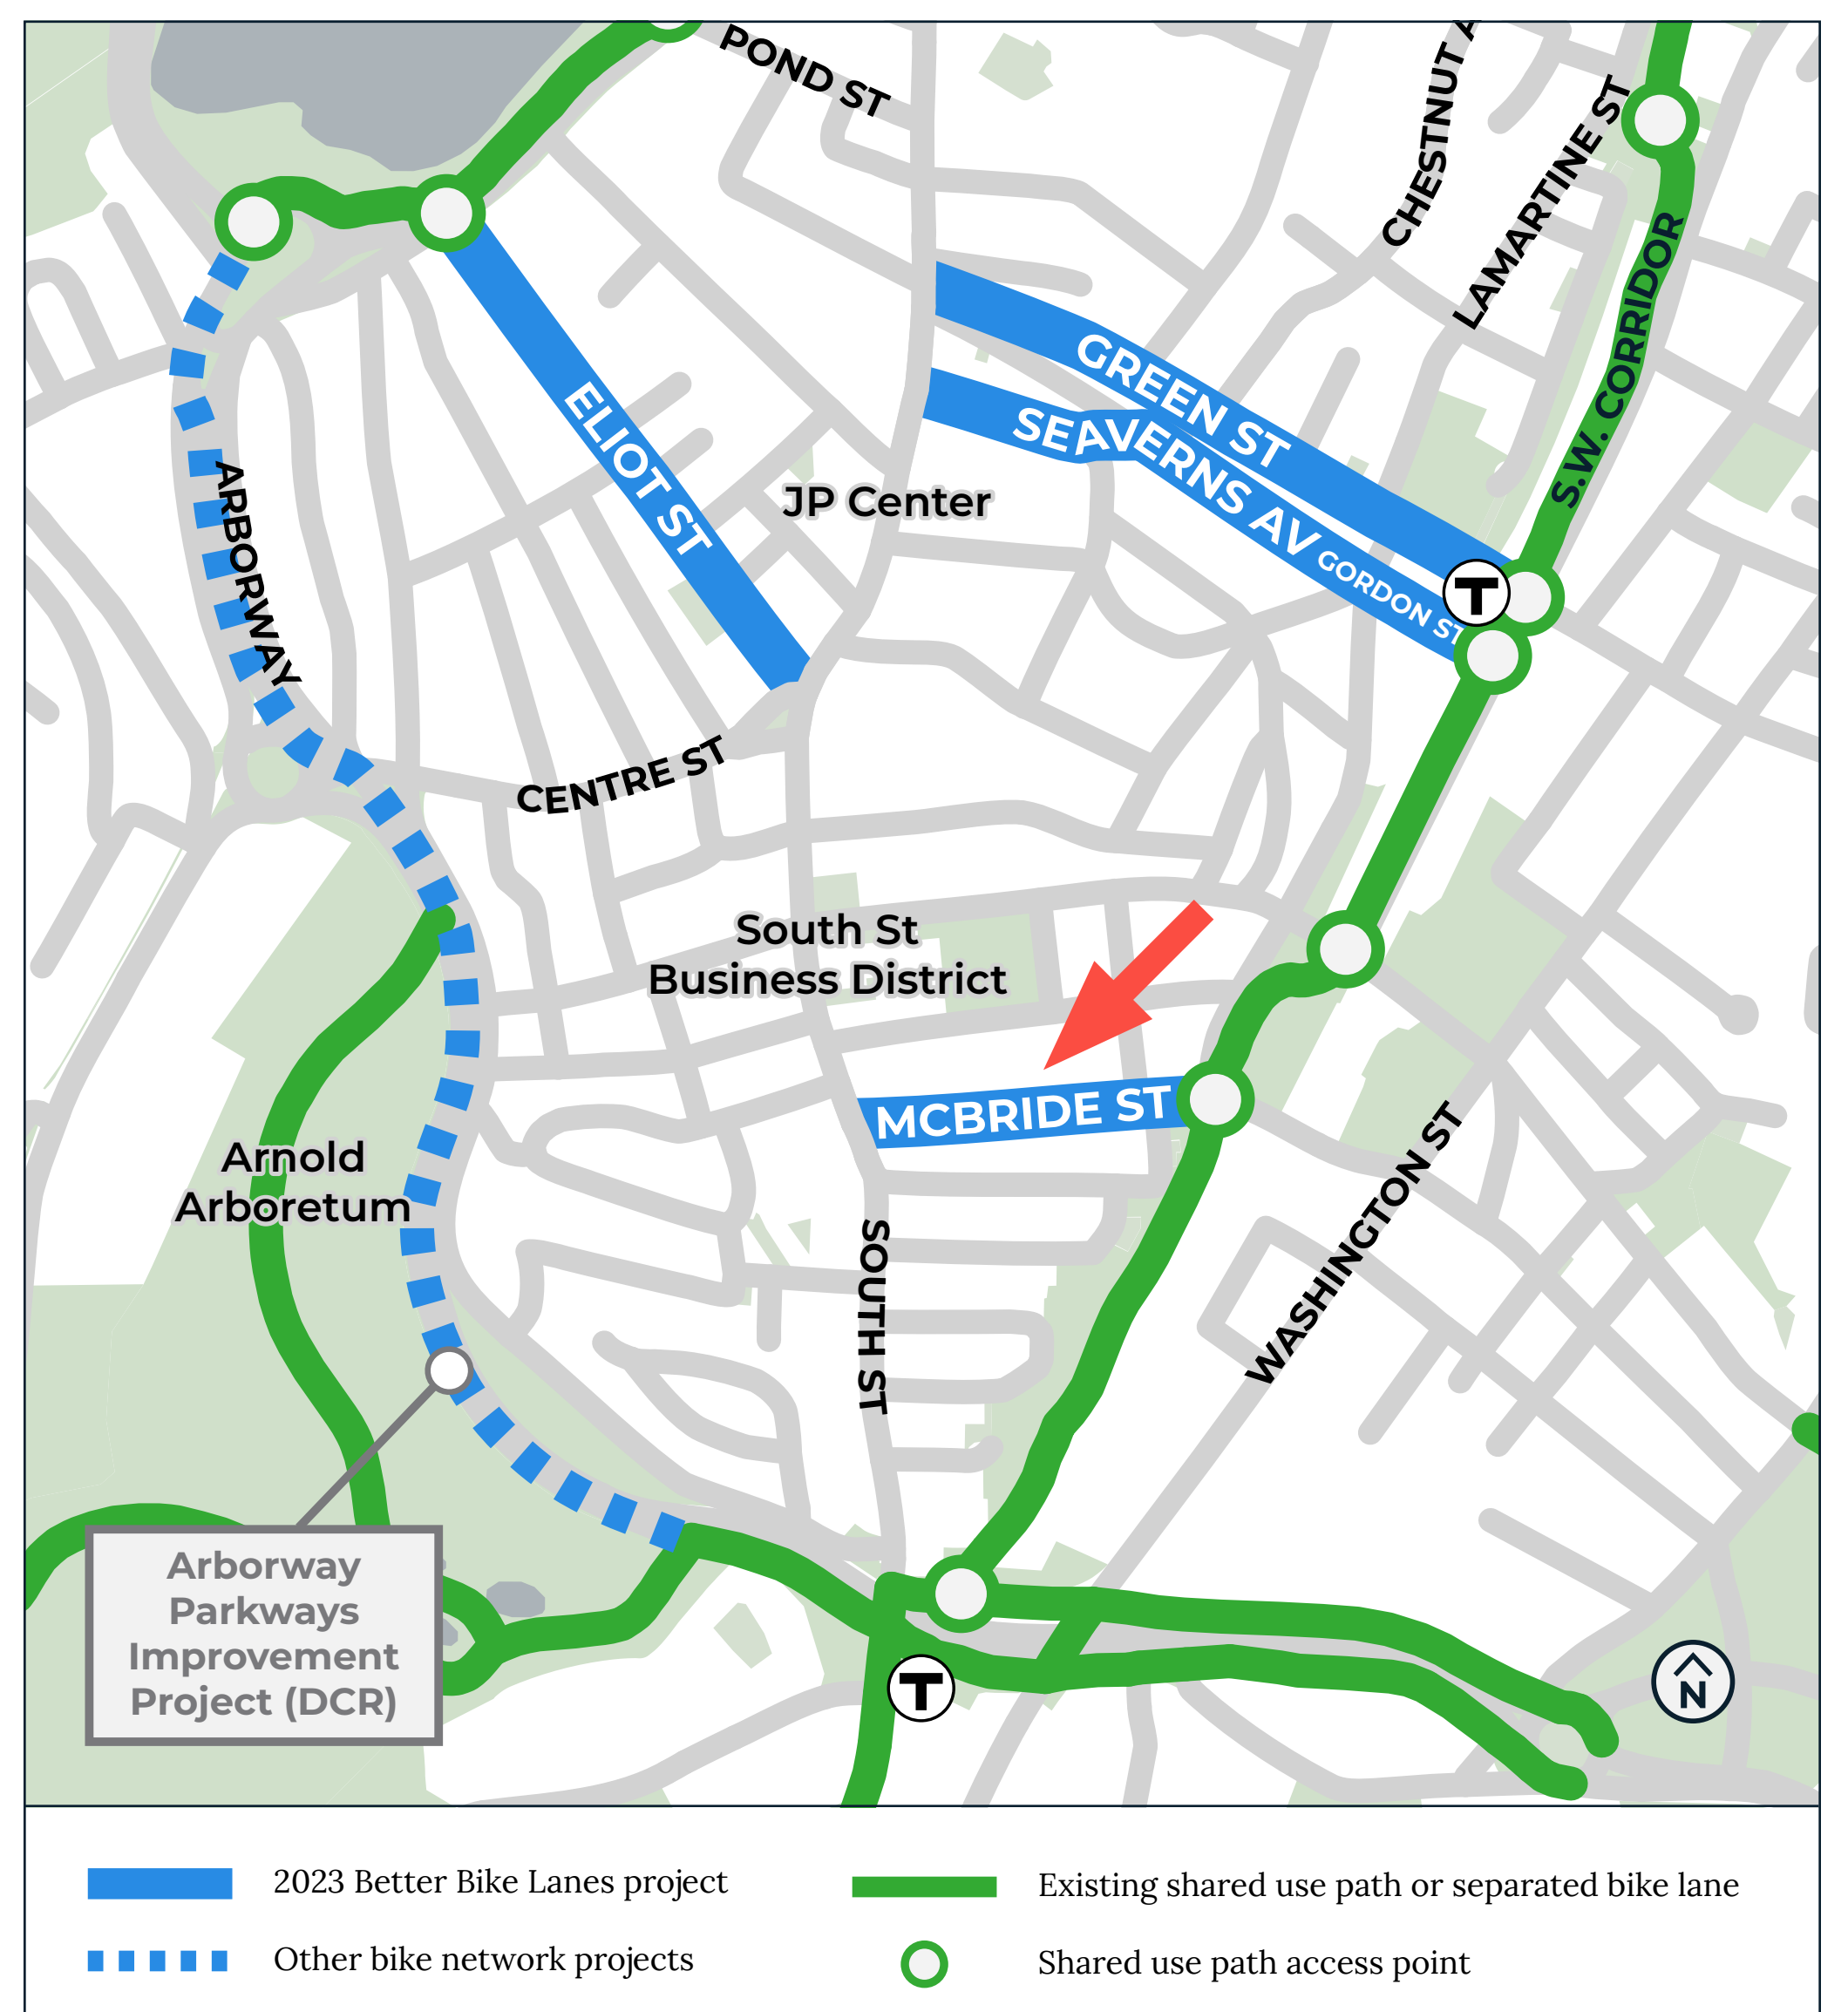 POND ST
CHESTNUT A
LAMARTINE ST
S.W. CORRIDOR
GREEN ST
SEAVERNS AV
GORDON ST
T
ELIOT ST
JP Center
ARBORWAY
CENTRE ST
South St
Business District
MCBRIDE ST
Arnold
Arboretum
SOUTH ST
WASHINGTON ST
Arborway
Parkways
Improvement
Project (DCR)
T
N
2023 Better Bike Lanes project
Existing shared use path or separated bike lane
Other bike network projects
Shared use path access point